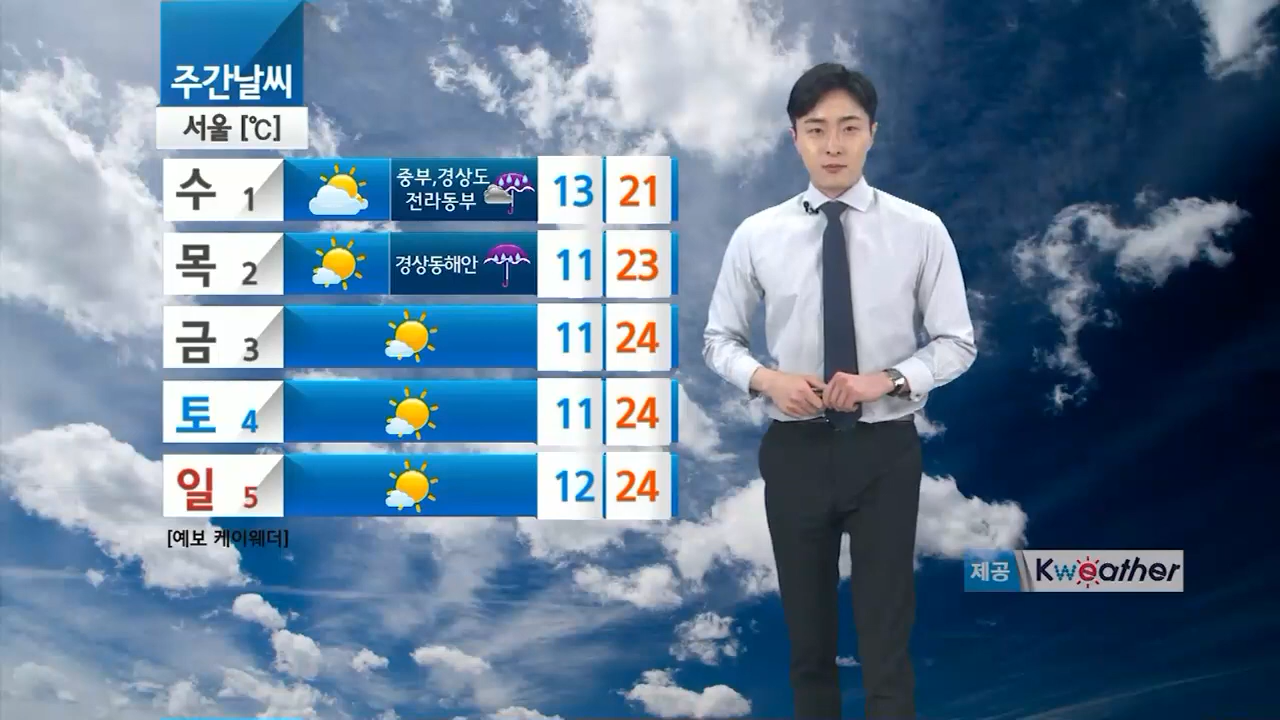 주간날씨
서울 [℃]
수 1 중부,경상도 전라동부 13 21
목 2 경상동해안 11 23
금 3 11 24
토 4 11 24
일 5 12 24
[예보 케이웨더]
제공 Kweather